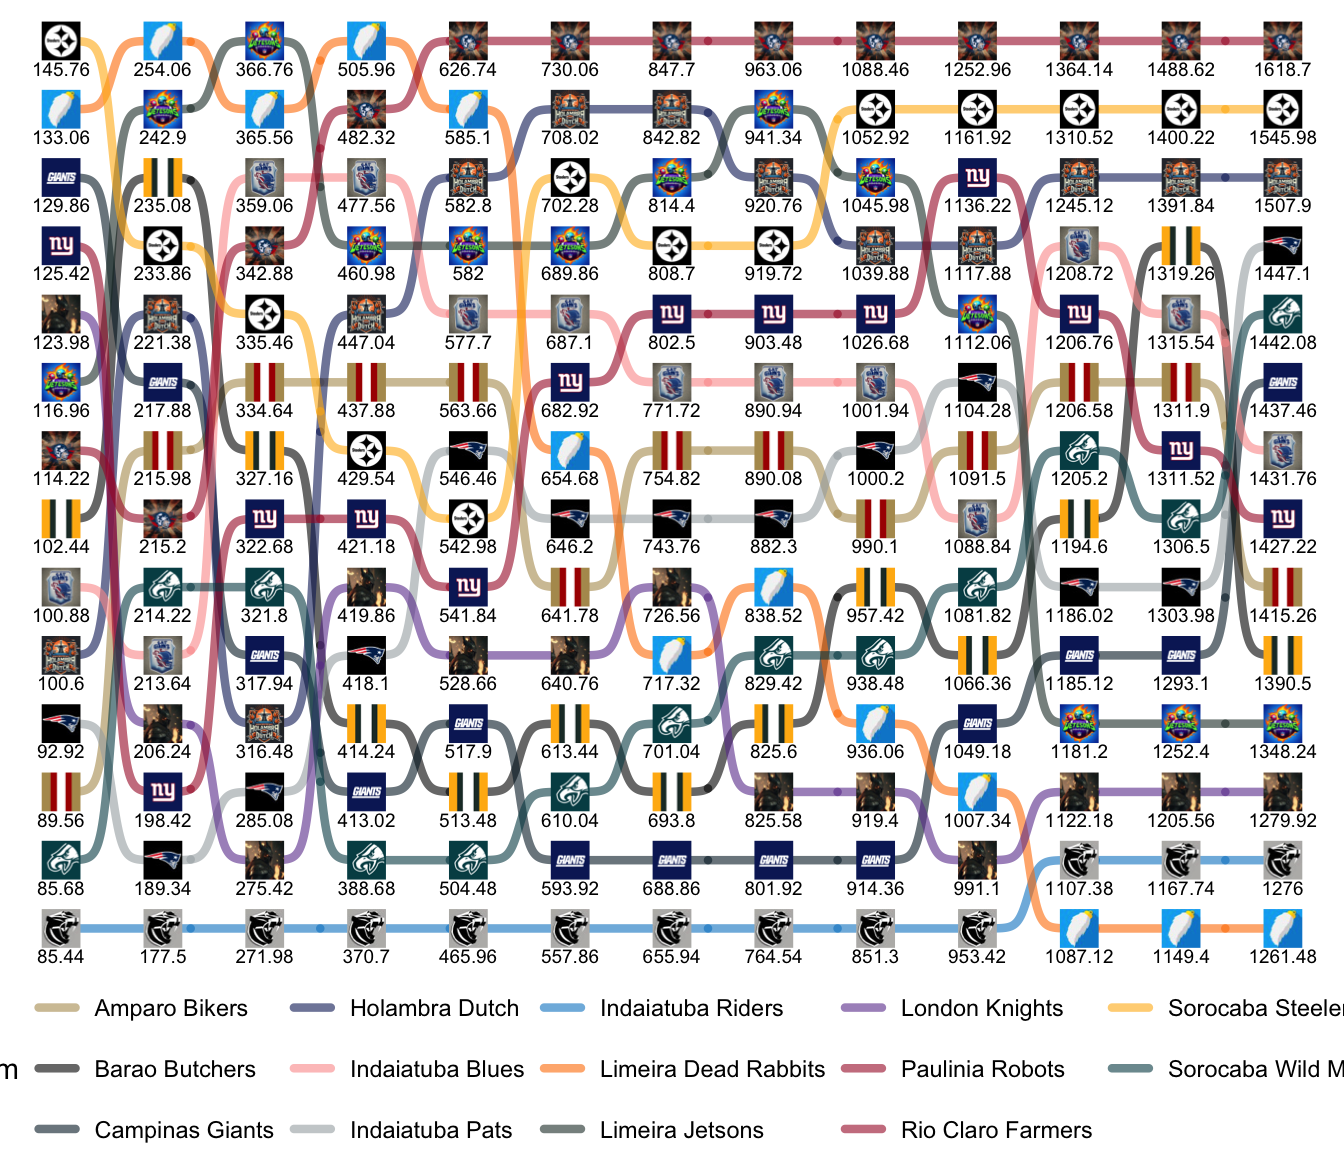 145.76 254.06 366.76 505.96 626.74 730.06 847.7 963.06 1088.46 1252.96 1364.14 1488.62 1618.7
133.06 242.9 365.56 482.32 585.1 708.02 842.82 941.34 1052.92 1161.92 1310.52 1400.22 1545.98
GIANTS
129.86 235.08 359.06 477.56 582.8 702.28 814.4 920.76 1045.98 1136.22 1245.12 1391.84 1507.9
125.42 233.86 342.88 460.98 582 689.86 808.7 919.72 1039.88 1117.88 1208.72 1319.26 1447.1
123.98 221.38 335.46 447.04 577.7 687.1 802.5 903.48 1026.68 1112.06 1206.76 1315.54 1442.08
GIANTS GIANTS
116.96 217.88 334.64 437.88 563.66 682.92 771.72 890.94 1001.94 1104.28 1206.58 1311.9 1437.46
114.22 215.98 327.16 429.54 546.46 654.68 754.82 890.08 1000.2 1091.5 1205.2 1311.52 1431.76
102.44 215.2 322.68 421.18 542.98 646.2 743.76 882.3 990.1 1088.84 1194.6 1306.5 1427.22
100.88 214.22 321.8 419.86 541.84 641.78 726.56 838.52 957.42 1081.82 1186.02 1303.98 1415.26
GIANTS GIANTS GIANTS
100.6 213.64 317.94 418.1 528.66 640.76 717.32 829.42 938.48 1066.36 1185.12 1293.1 1390.5
GIANTS GIANTS
92.92 206.24 316.48 414.24 517.9 613.44 701.04 825.6 936.06 1049.18 1181.2 1252.4 1348.24
GIANTS
89.56 198.42 285.08 413.02 513.48 610.04 693.8 825.58 919.4 1007.34 1122.18 1205.56 1279.92
GIANTS GIANTS GIANTS GIANTS
85.68 189.34 275.42 388.68 504.48 593.92 688.86 801.92 914.36 991.1 1107.38 1167.74 1276
85.44 177.5 271.98 370.7 465.96 557.86 655.94 764.54 851.3 953.42 1087.12 1149.4 1261.48
Amparo Bikers Holambra Dutch Indaiatuba Riders London Knights Sorocaba Steeler
m Barao Butchers Indaiatuba Blues Limeira Dead Rabbits Paulinia Robots Sorocaba Wild M
Campinas Giants Indaiatuba Pats Limeira Jetsons Rio Claro Farmers